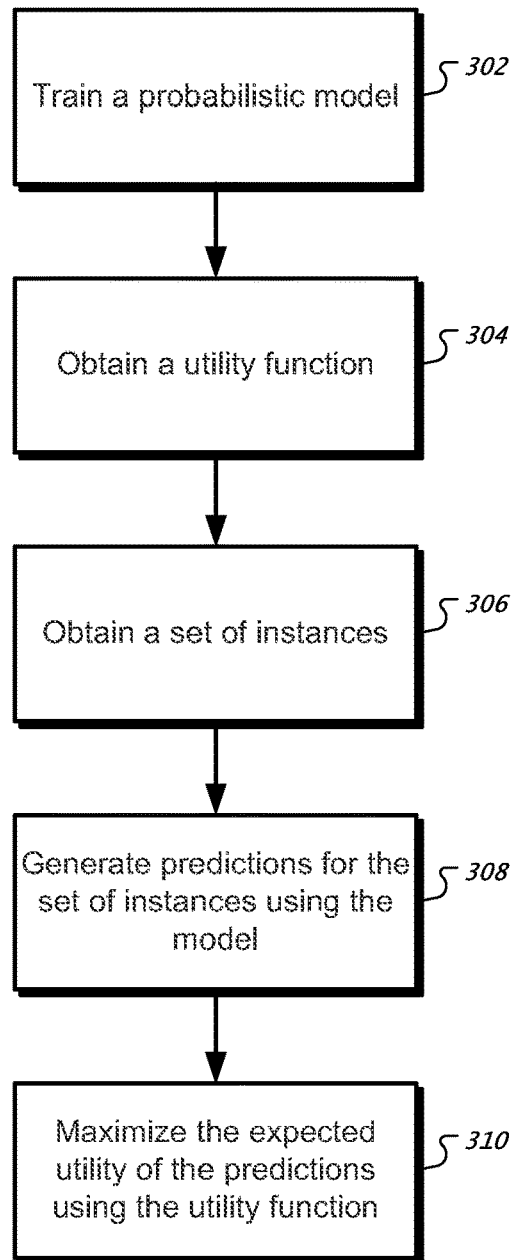 Train a probabilistic model
302
Obtain a utility function
304
Obtain a set of instances
306
Generate predictions for the
set of instances using the
model
308
Maximize the expected
utility of the predictions
using the utility function
310